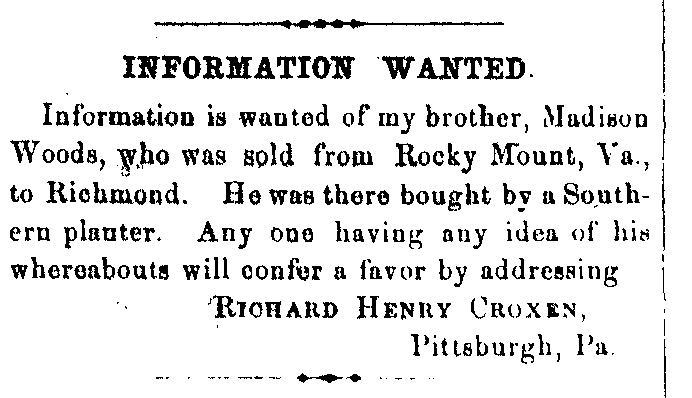 INFORMATION WANTED.
Information is wanted of my brother, Madison
Woods, who was sold from Rocky Mount, Va.,
to Richmond. He was there bought by a South-
ern planter. Any one having any idea of his
whereabouts will confer a favor by addressing
RICHARD HENRY CROXEN,
Pittsburgh, Pa.